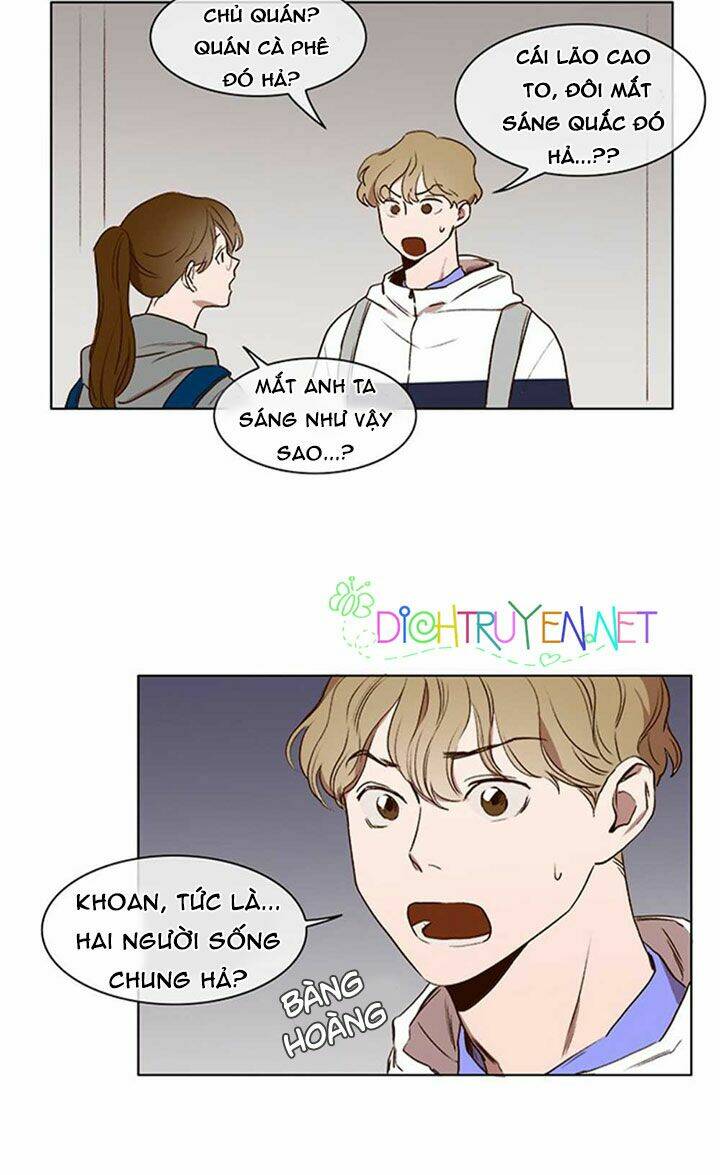 CHỦ QUÁN?
QUÁN CÀ PHÊ
ĐÓ HẢ?
CÁI LÃO CAO
TO, ĐÔI MẮT
SÁNG QUẮC ĐÓ
HẢ...??
MẮT ANH TA
SÁNG NHƯ VẬY
SAO...?
DICHTRUYEN.NET
KHOAN, TỨC LÀ...
HAI NGƯỜI SỐNG
CHUNG HẢ?
BÀNG
HOÀNG